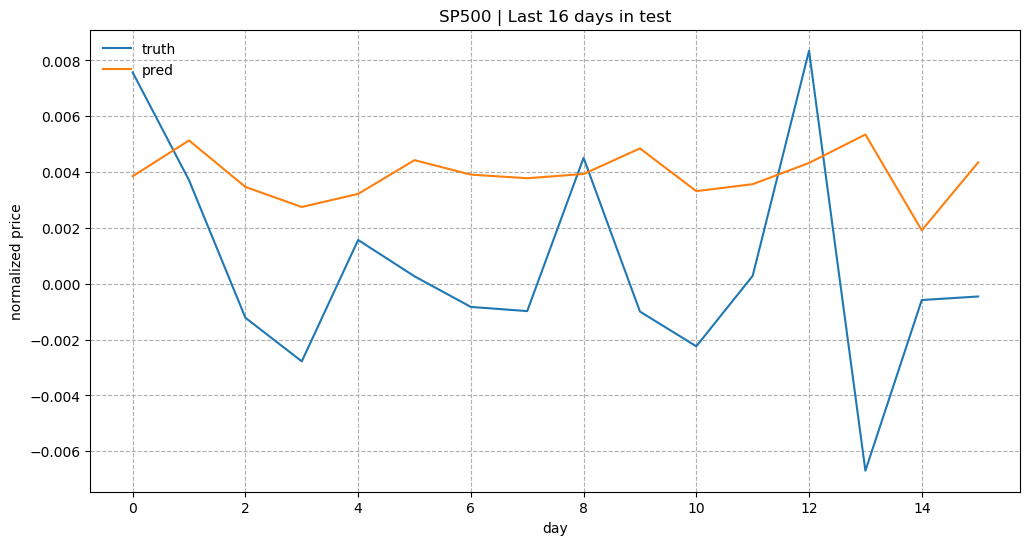 SP500 | Last 16 days in test
truth
pred
0.008
0.006
0.004
0.002
0.000
−0.002
−0.004
−0.006
normalized price
0 2 4 6 8 10 12 14
day